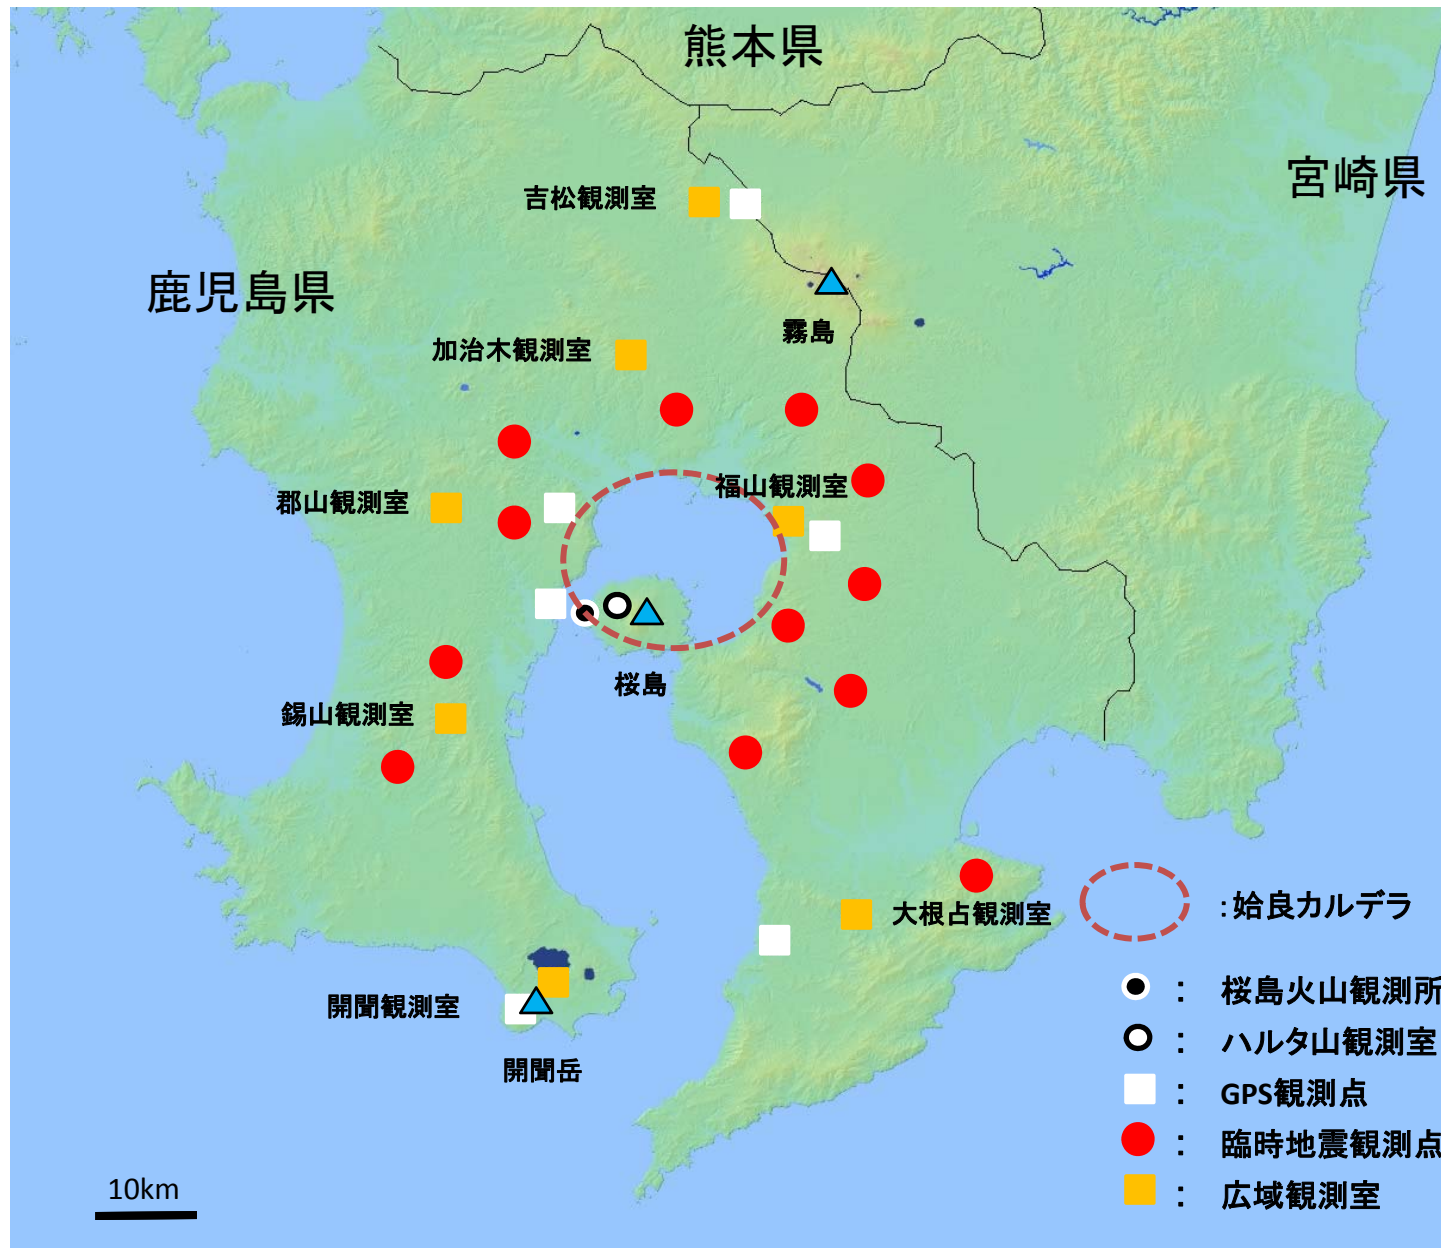 熊本県
宮崎県
吉松観測室
鹿児島県
霧島
加治木観測室
福山観測室
郡山観測室
桜島
錫山観測室
大根占観測室
：姶良カルデラ
開聞観測室
： 桜島火山観測所
： ハルタ山観測室
開聞岳
： GPS観測点
： 臨時地震観測点
10km
： 広域観測室